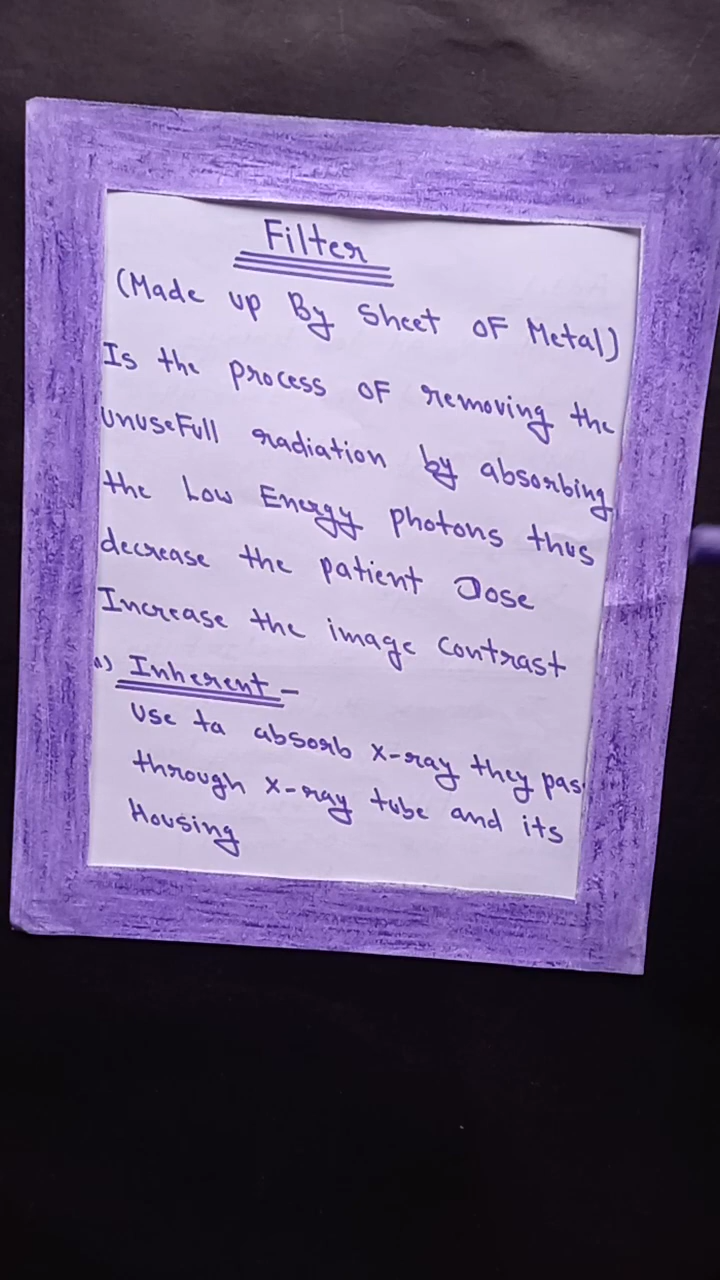 Filter
(Made up By Sheet OF Metal)
Is the process OF removing the
unuseFull radiation by absorbing
the Low Energy photons thus
decrease the patient Dose
Increase the image contrast
Inherent -
Use to absorb X-ray they pas
through X-ray tube and its
Housing